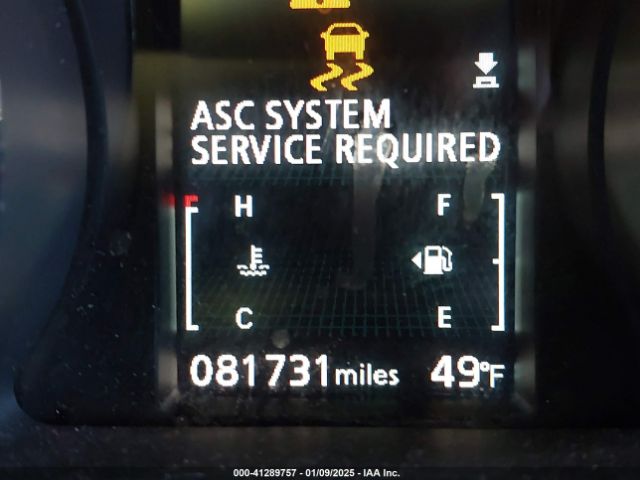 ASC SYSTEM
SERVICE REQUIRED
H F
C E
081731 miles 49°F
000-41289757 - 01/09/2025 - IAA Inc.